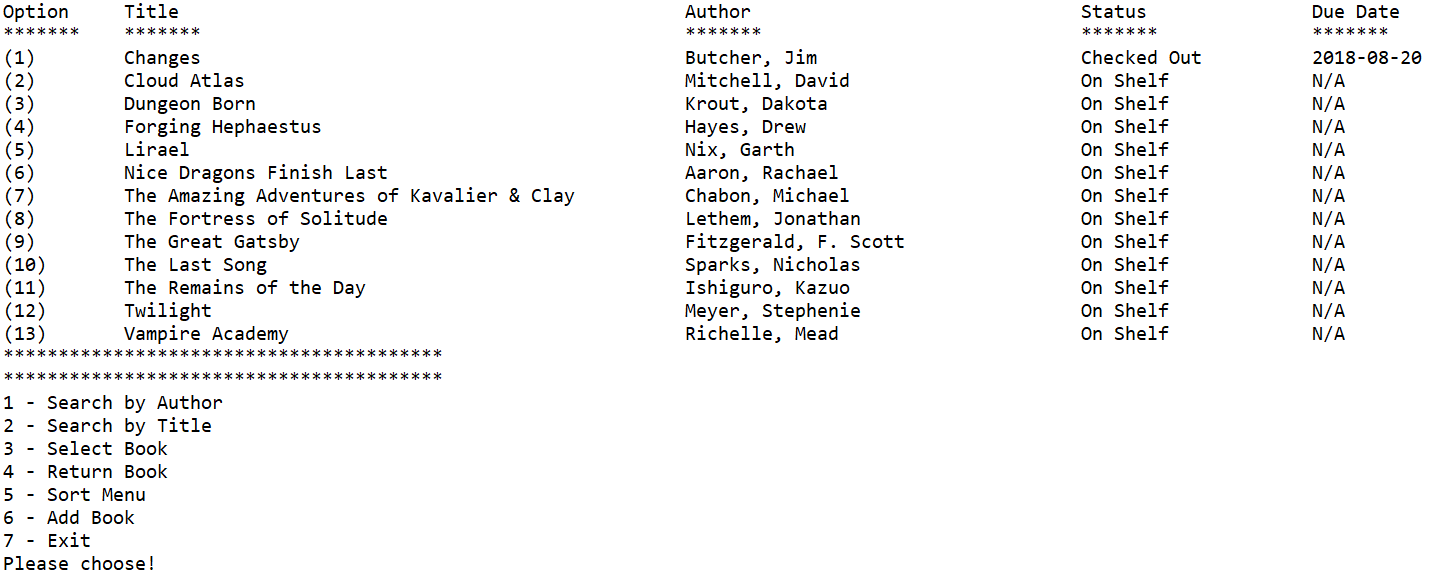 Option Title Author Status Due Date
******* ******* ******* ******* *******
(1) Changes Butcher, Jim Checked Out 2018-08-20
(2) Cloud Atlas Mitchell, David On Shelf N/A
(3) Dungeon Born Krout, Dakota On Shelf N/A
(4) Forging Hephaestus Hayes, Drew On Shelf N/A
(5) Lirael Nix, Garth On Shelf N/A
(6) Nice Dragons Finish Last Aaron, Rachael On Shelf N/A
(7) The Amazing Adventures of Kavalier & Clay Chabon, Michael On Shelf N/A
(8) The Fortress of Solitude Lethem, Jonathan On Shelf N/A
(9) The Great Gatsby Fitzgerald, F. Scott On Shelf N/A
(10) The Last Song Sparks, Nicholas On Shelf N/A
(11) The Remains of the Day Ishiguro, Kazuo On Shelf N/A
(12) Twilight Meyer, Stephenie On Shelf N/A
(13) Vampire Academy Richelle, Mead On Shelf N/A
****************************************
****************************************
1 - Search by Author
2 - Search by Title
3 - Select Book
4 - Return Book
5 - Sort Menu
6 - Add Book
7 - Exit
Please choose!